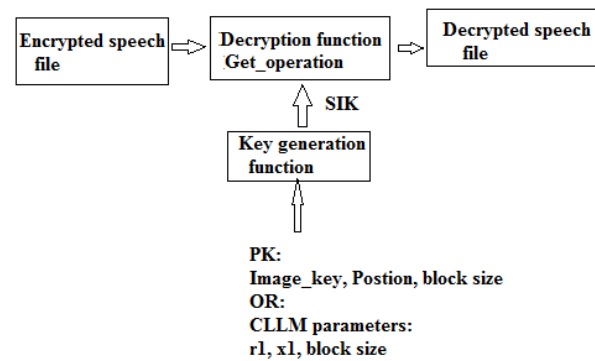 Encrypted speech
file
Decryption function
Get_operation
Decrypted speech
file
SIK
Key generation
function
PK:
Image_key, Postion, block size
OR:
CLLM parameters:
r1, x1, block size